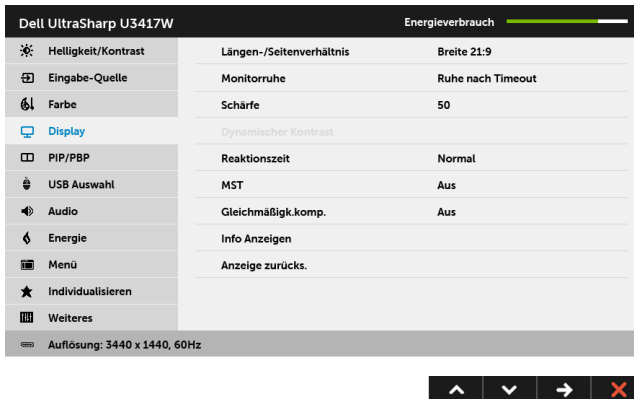 Dell UltraSharp U3417W Energieverbrauch
Helligkeit/Kontrast Längen-/Seitenverhältnis Breite 21:9
Eingabe-Quelle Monitorruhe Ruhe nach Timeout
Farbe Schärfe 50
Display Dynamischer Kontrast
PIP/PBP Reaktionszeit Normal
USB Auswahl MST Aus
Audio Gleichmäßigk.komp. Aus
Energie Info Anzeigen
Menü Anzeige zurücks.
Individualisieren
Weiteres
Auflösung: 3440 x 1440, 60Hz